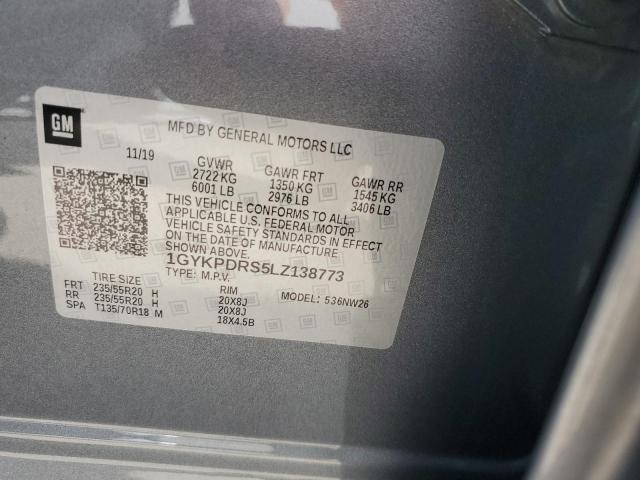 GM
MFD BY GENERAL MOTORS LLC
11/19 GVWR GAWR FRT GAWR RR
2722 KG 1350 KG 1545 KG
6001 LB 2976 LB 3406 LB
THIS VEHICLE CONFORMS TO ALL
APPLICABLE U.S. FEDERAL MOTOR
VEHICLE SAFETY STANDARDS IN EFFECT
ON THE DATE OF MANUFACTURE
SHOWN ABOVE.
1GYKPDRS5LZ138773
TYPE: M.P.V. MODEL: 536NW26
TIRE SIZE RIM
FRT 235/55R20 H 20X8J
RR 235/55R20 H 20X8J
SPA T135/70R18 M 18X4.5B